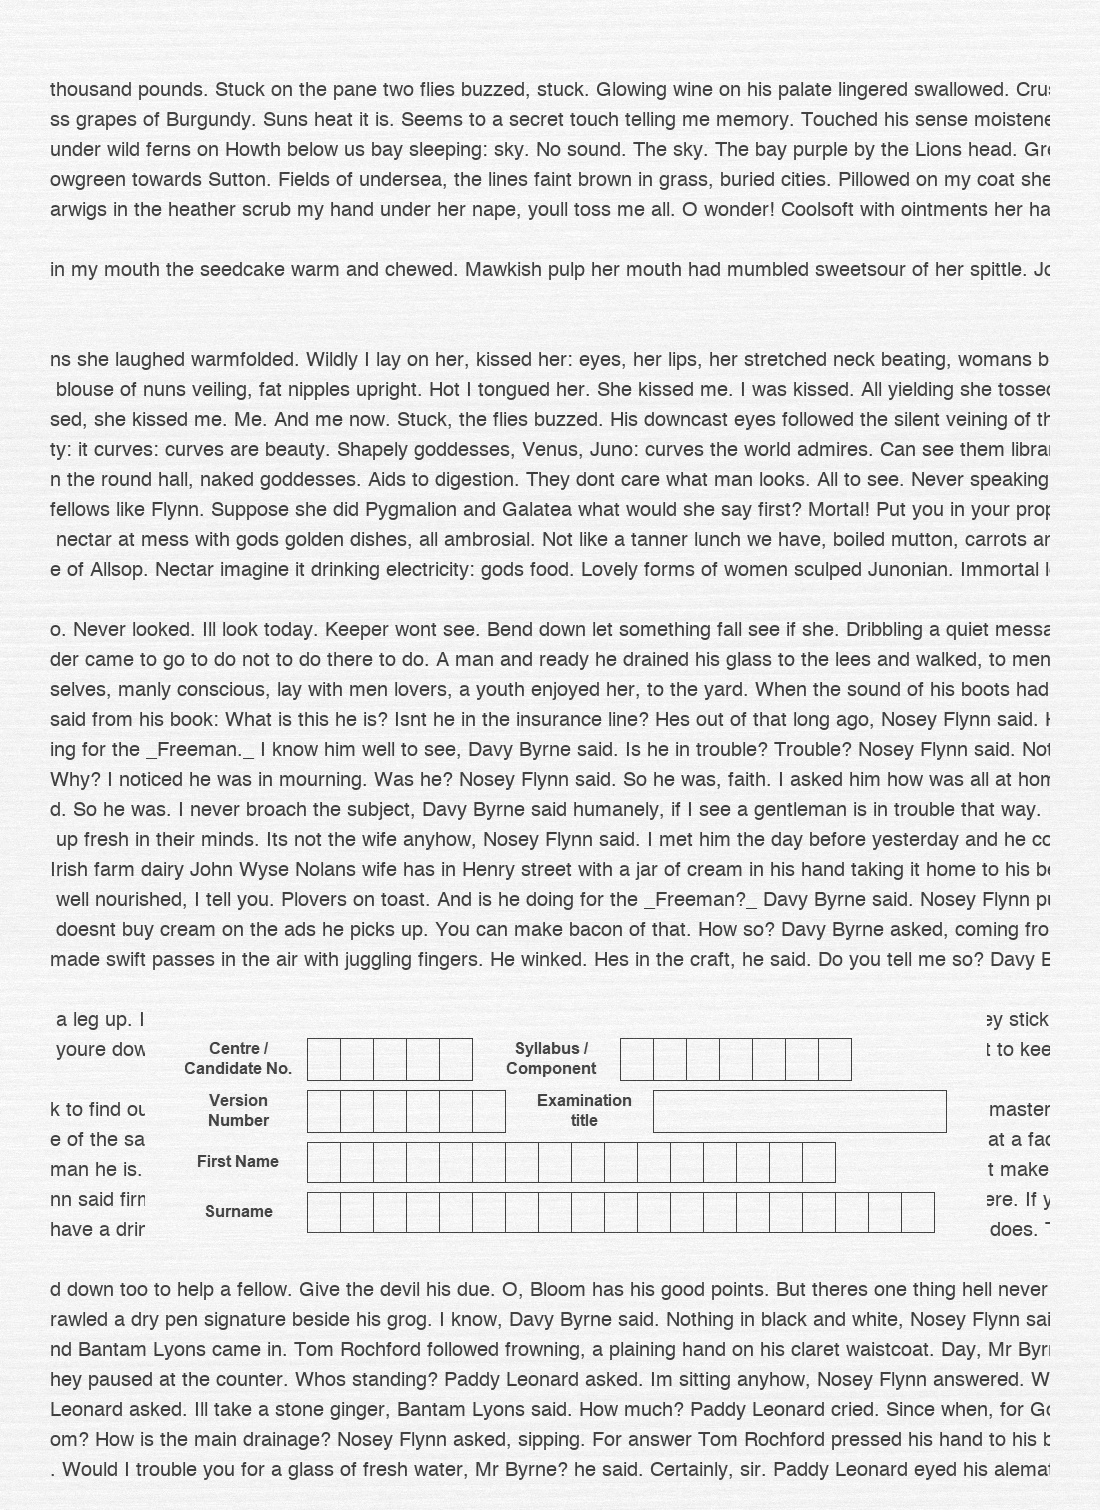 thousand pounds. Stuck on the pane two flies buzzed, stuck. Glowing wine on his palate lingered swallowed. Crus
ss grapes of Burgundy. Suns heat it is. Seems to a secret touch telling me memory. Touched his sense moistene
under wild ferns on Howth below us bay sleeping: sky. No sound. The sky. The bay purple by the Lions head. Gre
owgreen towards Sutton. Fields of undersea, the lines faint brown in grass, buried cities. Pillowed on my coat she
arwigs in the heather scrub my hand under her nape, youll toss me all. O wonder! Coolsoft with ointments her ha
in my mouth the seedcake warm and chewed. Mawkish pulp her mouth had mumbled sweetsour of her spittle. Jo
ns she laughed warmfolded. Wildly I lay on her, kissed her: eyes, her lips, her stretched neck beating, womans b
blouse of nuns veiling, fat nipples upright. Hot I tongued her. She kissed me. I was kissed. All yielding she tossed
sed, she kissed me. Me. And me now. Stuck, the flies buzzed. His downcast eyes followed the silent veining of th
ty: it curves: curves are beauty. Shapely goddesses, Venus, Juno: curves the world admires. Can see them librar
n the round hall, naked goddesses. Aids to digestion. They dont care what man looks. All to see. Never speaking
fellows like Flynn. Suppose she did Pygmalion and Galatea what would she say first? Mortal! Put you in your prop
nectar at mess with gods golden dishes, all ambrosial. Not like a tanner lunch we have, boiled mutton, carrots an
e of Allsop. Nectar imagine it drinking electricity: gods food. Lovely forms of women sculped Junonian. Immortal l
o. Never looked. Ill look today. Keeper wont see. Bend down let something fall see if she. Dribbling a quiet messa
der came to go to do not to do there to do. A man and ready he drained his glass to the lees and walked, to men
selves, manly conscious, lay with men lovers, a youth enjoyed her, to the yard. When the sound of his boots had
said from his book: What is this he is? Isnt he in the insurance line? Hes out of that long ago, Nosey Flynn said. H
ing for the _Freeman._ I know him well to see, Davy Byrne said. Is he in trouble? Trouble? Nosey Flynn said. Not
Why? I noticed he was in mourning. Was he? Nosey Flynn said. So he was, faith. I asked him how was all at hom
d. So he was. I never broach the subject, Davy Byrne said humanely, if I see a gentleman is in trouble that way.
up fresh in their minds. Its not the wife anyhow, Nosey Flynn said. I met him the day before yesterday and he co
Irish farm dairy John Wyse Nolans wife has in Henry street with a jar of cream in his hand taking it home to his be
well nourished, I tell you. Plovers on toast. And is he doing for the _Freeman?_ Davy Byrne said. Nosey Flynn pu
doesnt buy cream on the ads he picks up. You can make bacon of that. How so? Davy Byrne asked, coming fro
made swift passes in the air with juggling fingers. He winked. Hes in the craft, he said. Do you tell me so? Davy B
a leg up. I ey stick
youre dow t to kee
Centre / Candidate No. Syllabus / Component
k to find ou master
Version Number Examination title
e of the sa at a fac
man he is. t make
First Name
nn said firm ere. If y
Surname
have a drin does. T
d down too to help a fellow. Give the devil his due. O, Bloom has his good points. But theres one thing hell never
rawled a dry pen signature beside his grog. I know, Davy Byrne said. Nothing in black and white, Nosey Flynn sai
nd Bantam Lyons came in. Tom Rochford followed frowning, a plaining hand on his claret waistcoat. Day, Mr Byrn
hey paused at the counter. Whos standing? Paddy Leonard asked. Im sitting anyhow, Nosey Flynn answered. W
Leonard asked. Ill take a stone ginger, Bantam Lyons said. How much? Paddy Leonard cried. Since when, for Go
om? How is the main drainage? Nosey Flynn asked, sipping. For answer Tom Rochford pressed his hand to his b
. Would I trouble you for a glass of fresh water, Mr Byrne? he said. Certainly, sir. Paddy Leonard eyed his alemat